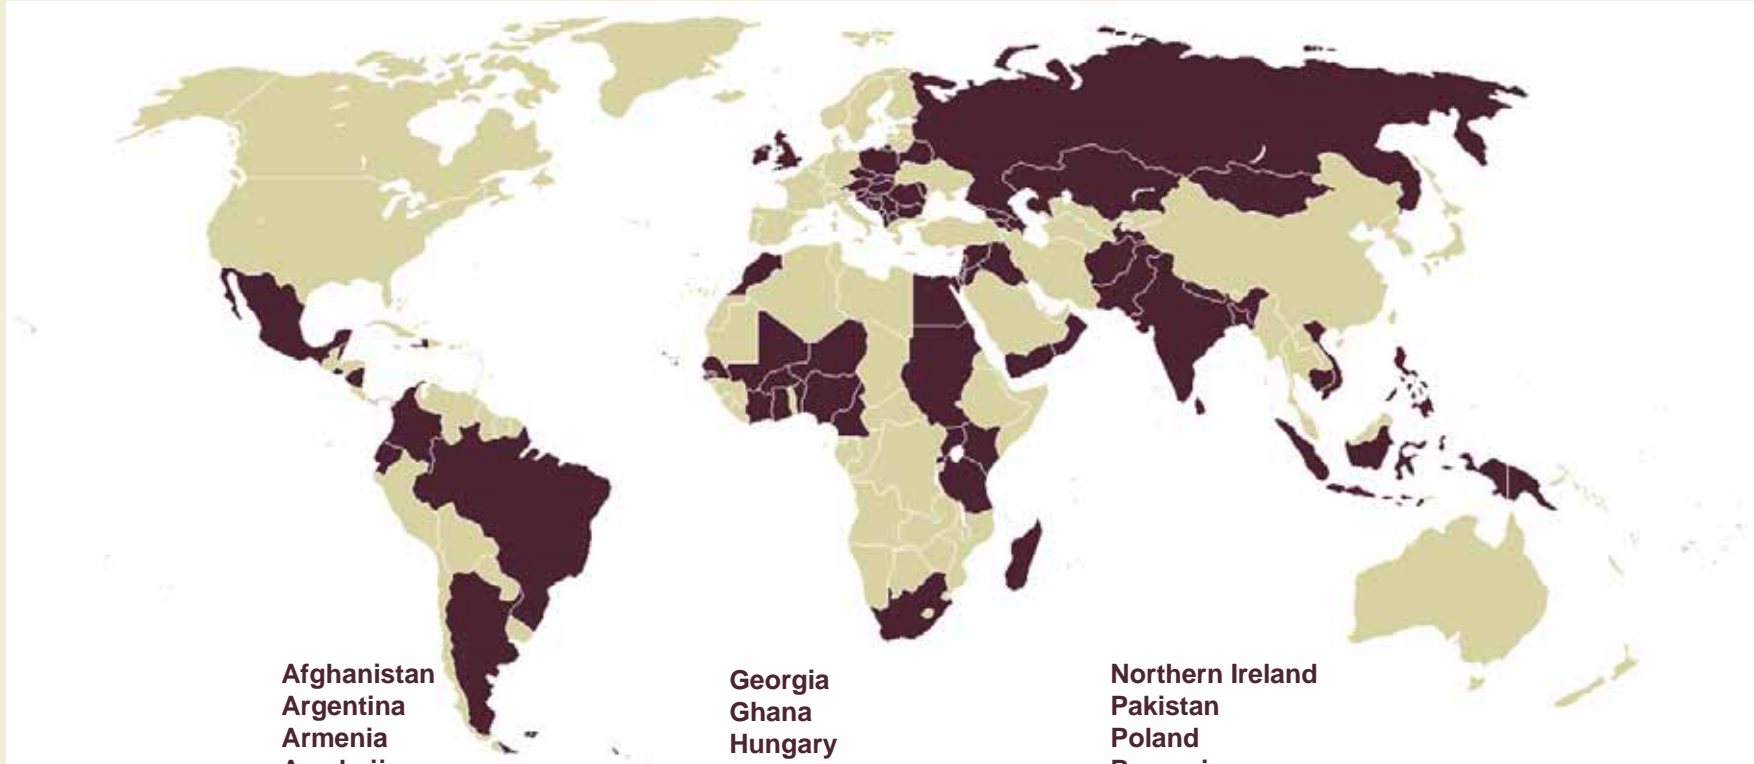 Afghanistan
Argentina
Armenia
Georgia
Ghana
Hungary
Northern Ireland
Pakistan
Poland